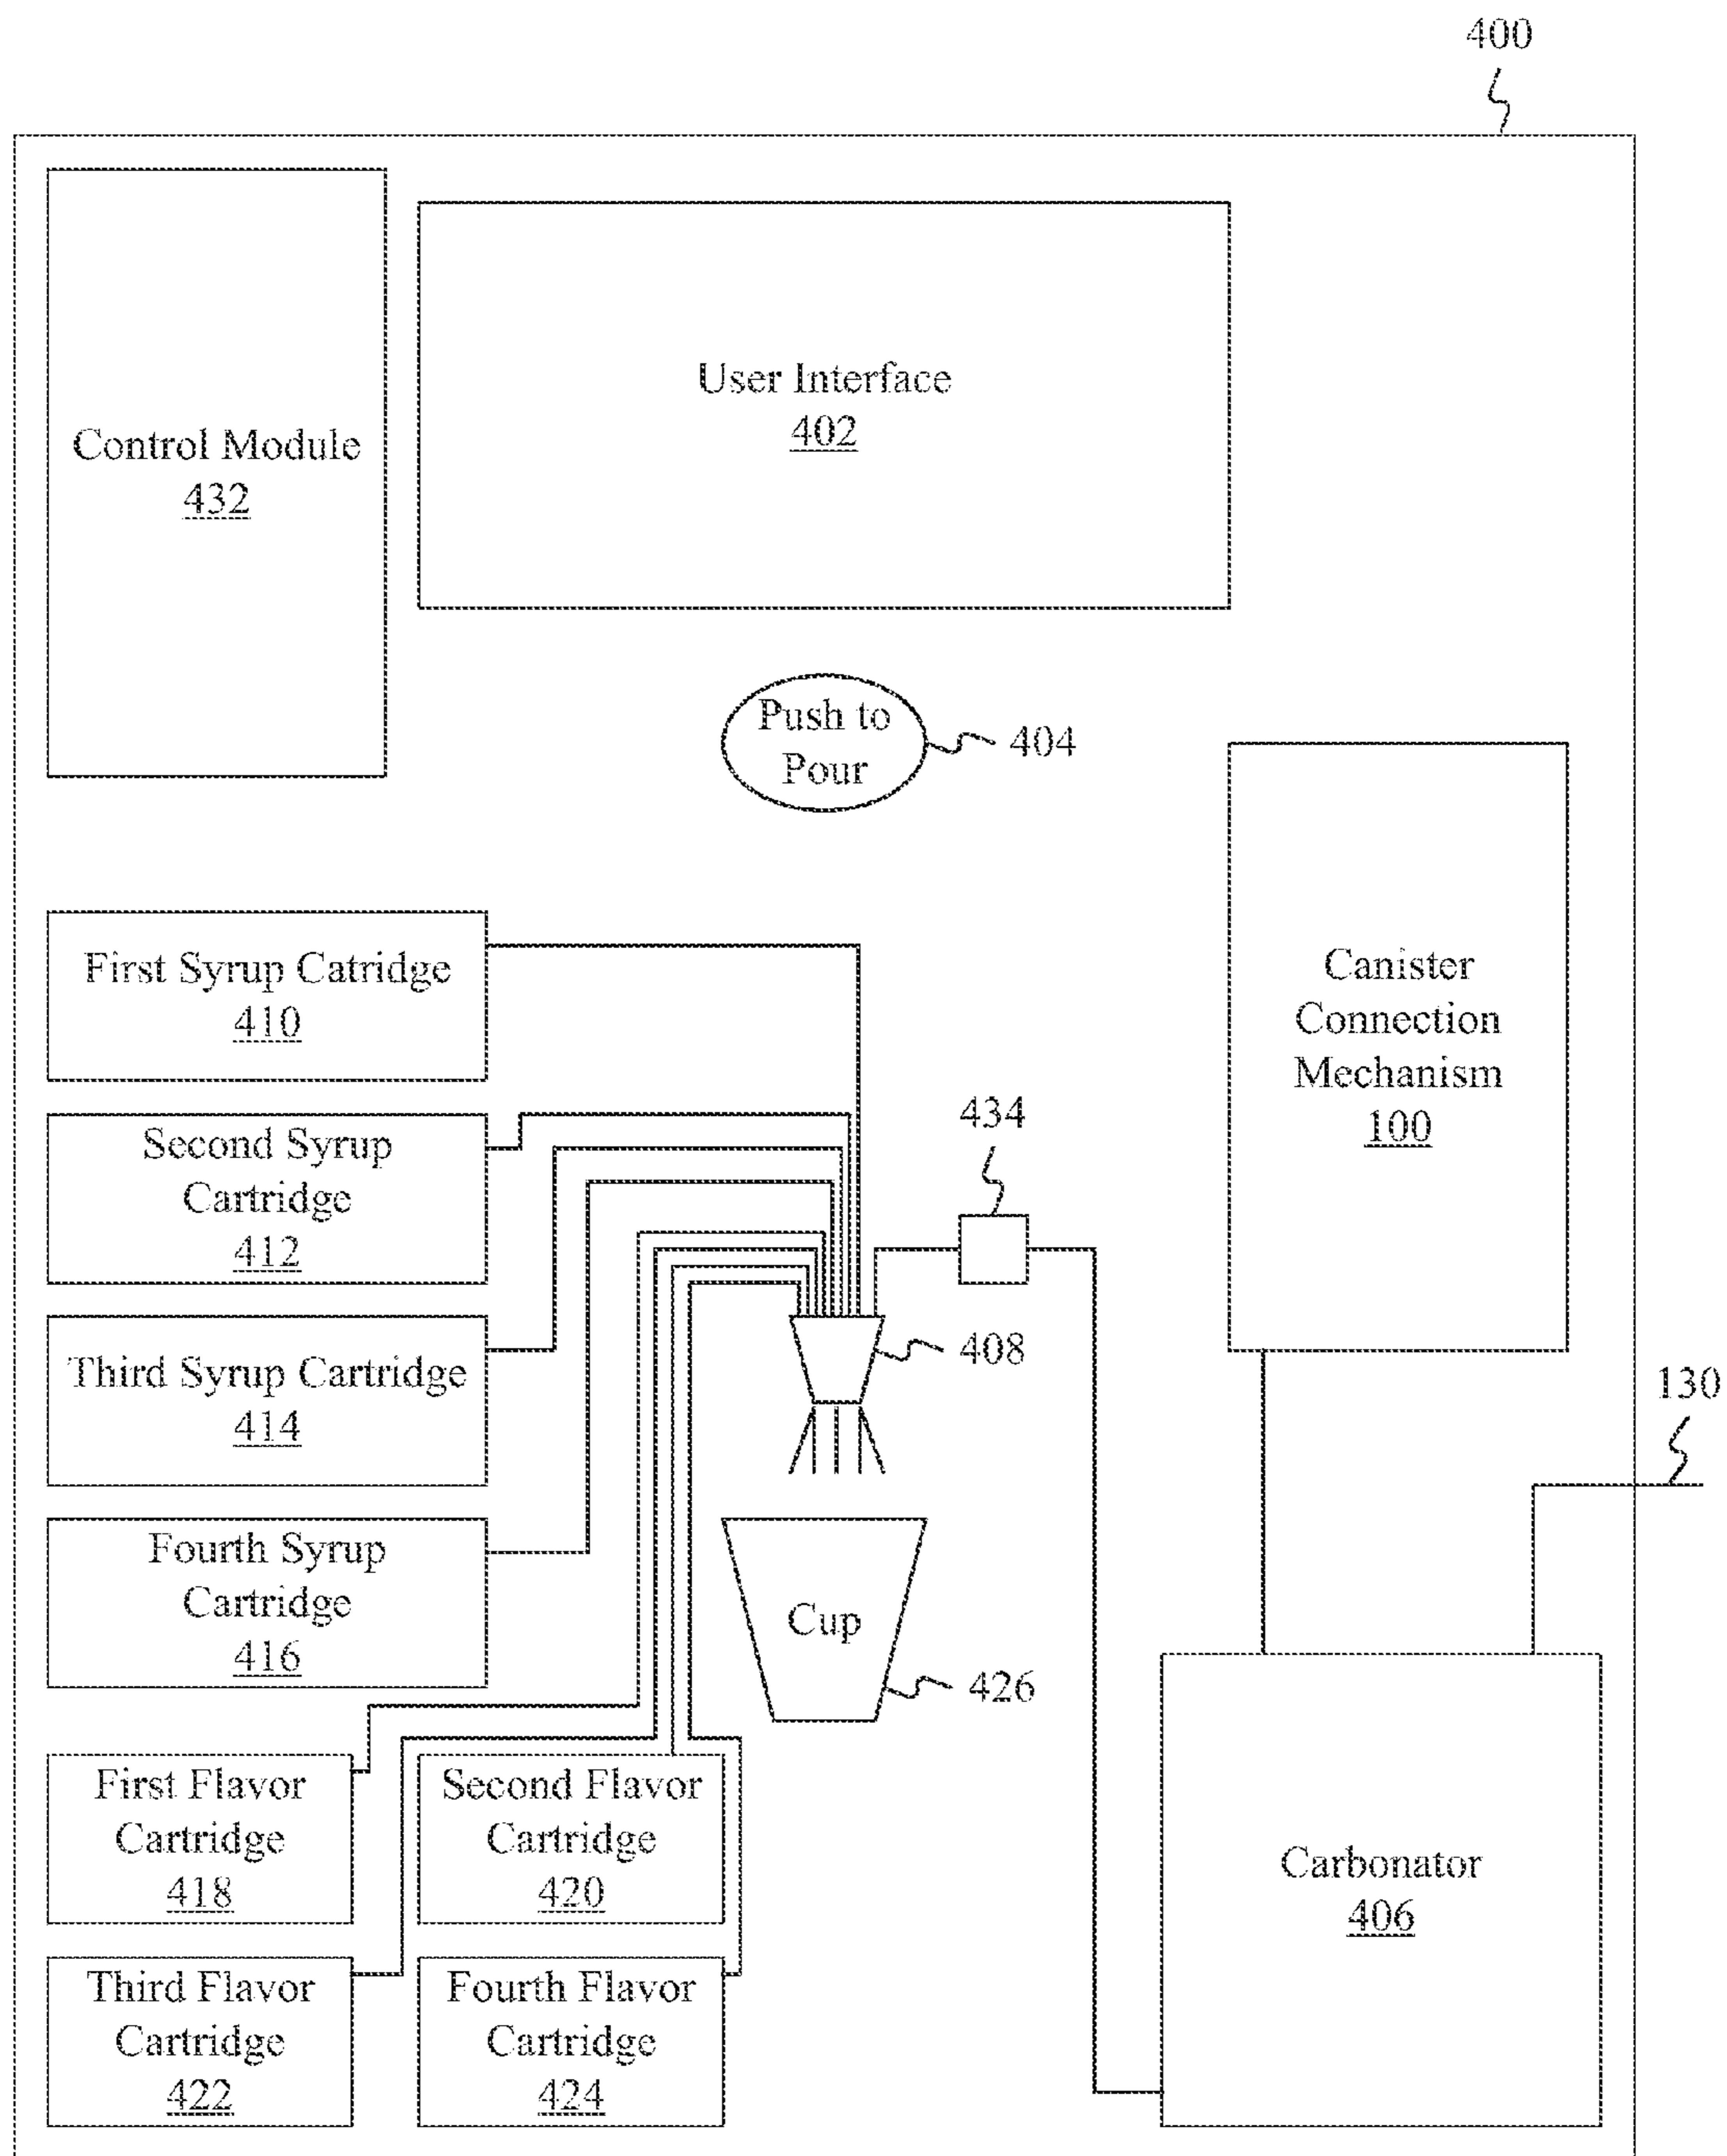 400
Control Module
432
User Interface
402
Push to
Pour
404
First Syrup Catridge
410
Second Syrup
Cartridge
412
Third Syrup Cartridge
414
Fourth Syrup
Cartridge
416
434
408
Canister
Connection
Mechanism
100
130
Cup
426
First Flavor
Cartridge
418
Second Flavor
Cartridge
420
Third Flavor
Cartridge
422
Fourth Flavor
Cartridge
424
Carbonator
406